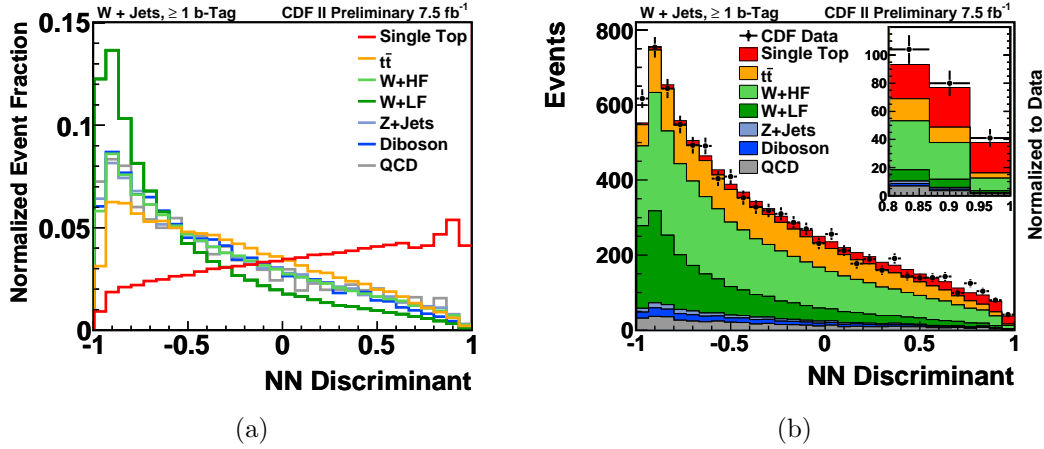 W + Jets, ≥ 1 b-Tag CDF II Preliminary 7.5 fb⁻¹
Normalized Event Fraction
0.15
0.1
0.05
0
Single Top
tt̄
W+HF
W+LF
Z+Jets
Diboson
QCD
-1 -0.5 0 0.5 1
NN Discriminant
(a)
W + Jets, ≥ 1 b-Tag CDF II Preliminary 7.5 fb⁻¹
Events
800
600
400
200
0
CDF Data
Single Top
tt̄
W+HF
W+LF
Z+Jets
Diboson
QCD
100
80
60
40
20
0
0.8 0.85 0.9 0.95 1
Normalized to Data
-1 -0.5 0 0.5 1
NN Discriminant
(b)